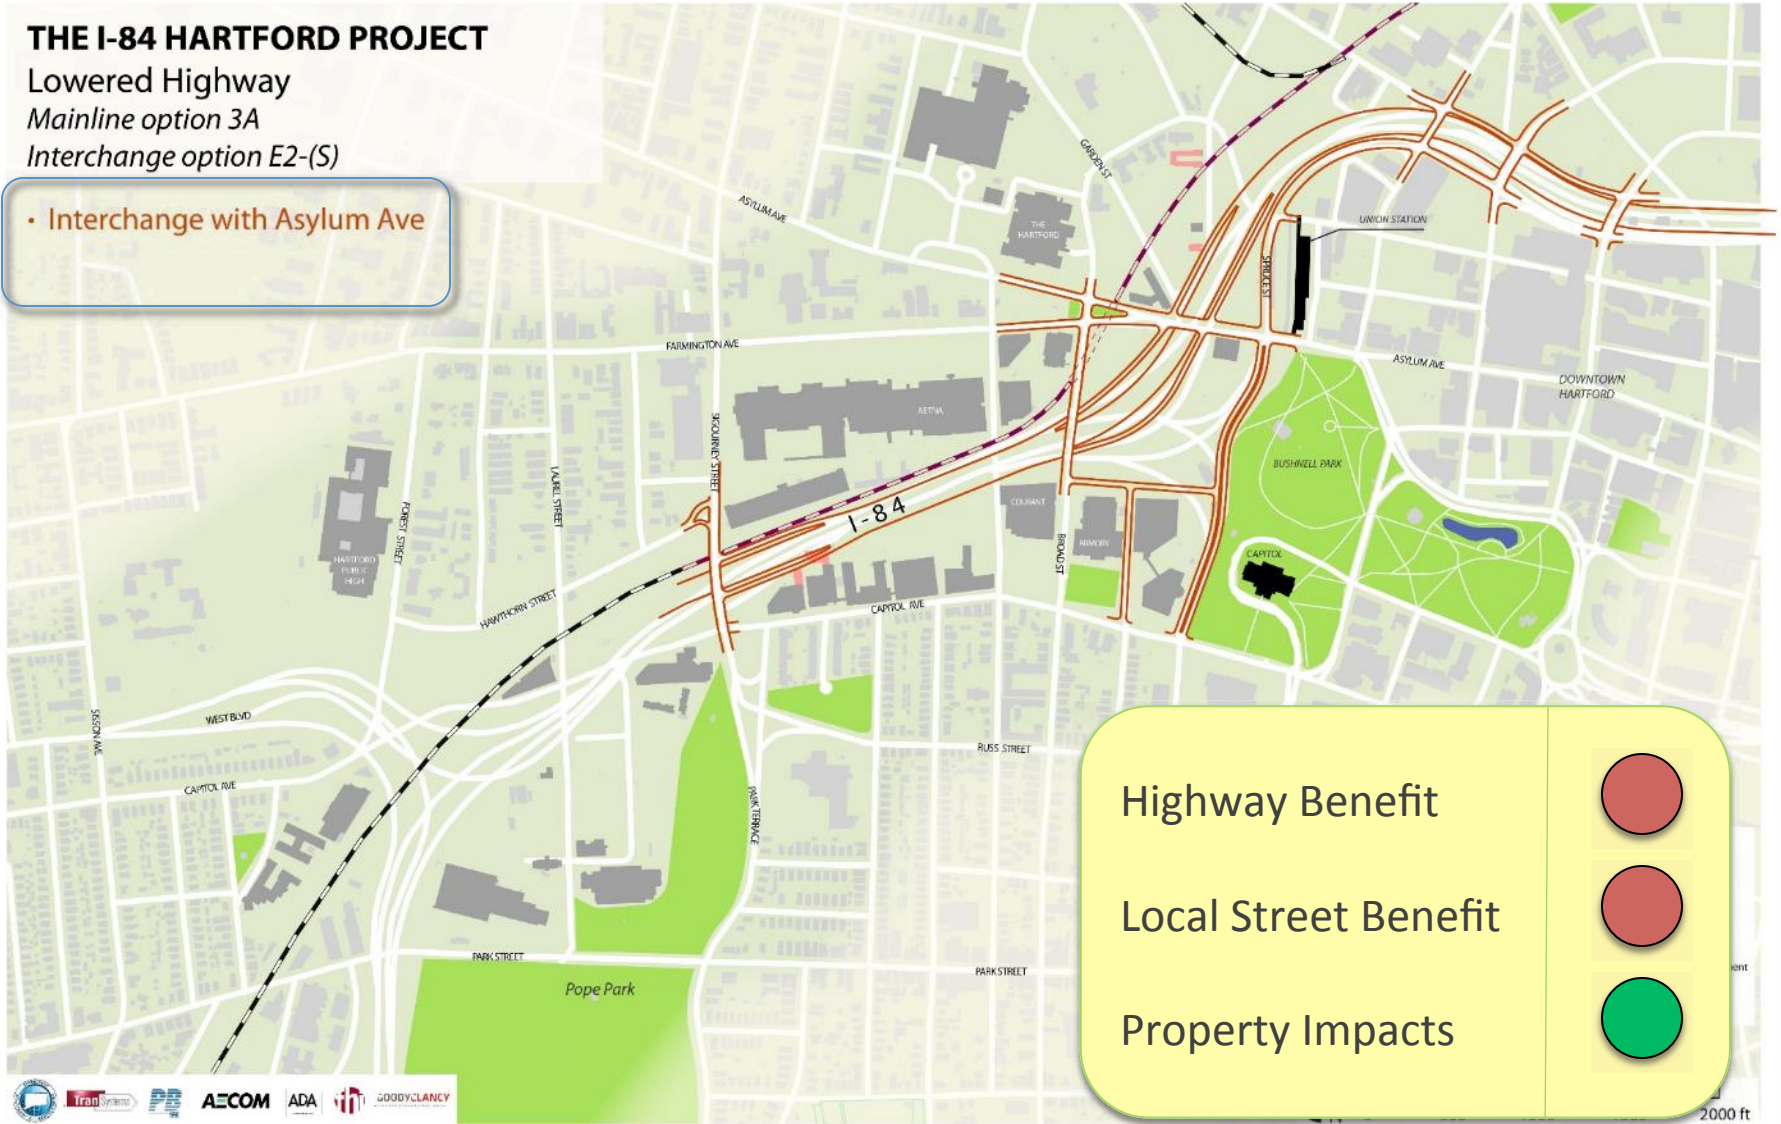 THE I-84 HARTFORD PROJECT
Lowered Highway
Mainline option 3A
Interchange option E2-(S)
• Interchange with Asylum Ave
GARDEN ST
ASYLUM AVE
THE
HARTFORD
UNION STATION
SPRUCE ST
FARMINGTON AVE
ASYLUM AVE
DOWNTOWN
HARTFORD
AETNA
SIGOURNEY STREET
LAUREL STREET
FOREST STREET
BUSHNELL PARK
I-84
COURANT
ARMORY
BROAD ST
CAPITOL
HARTFORD
PUBLIC
HIGH
HAWTHORN STREET
CAPITOL AVE
SISSON AVE
WEST BLVD
RUSS STREET
CAPITOL AVE
PARK TERRACE
PARK STREET
PARK STREET
Pope Park
Highway Benefit
Local Street Benefit
Property Impacts
TranSystems
PB
AECOM
ADA
fhi
GOODYCLANCY
2000 ft